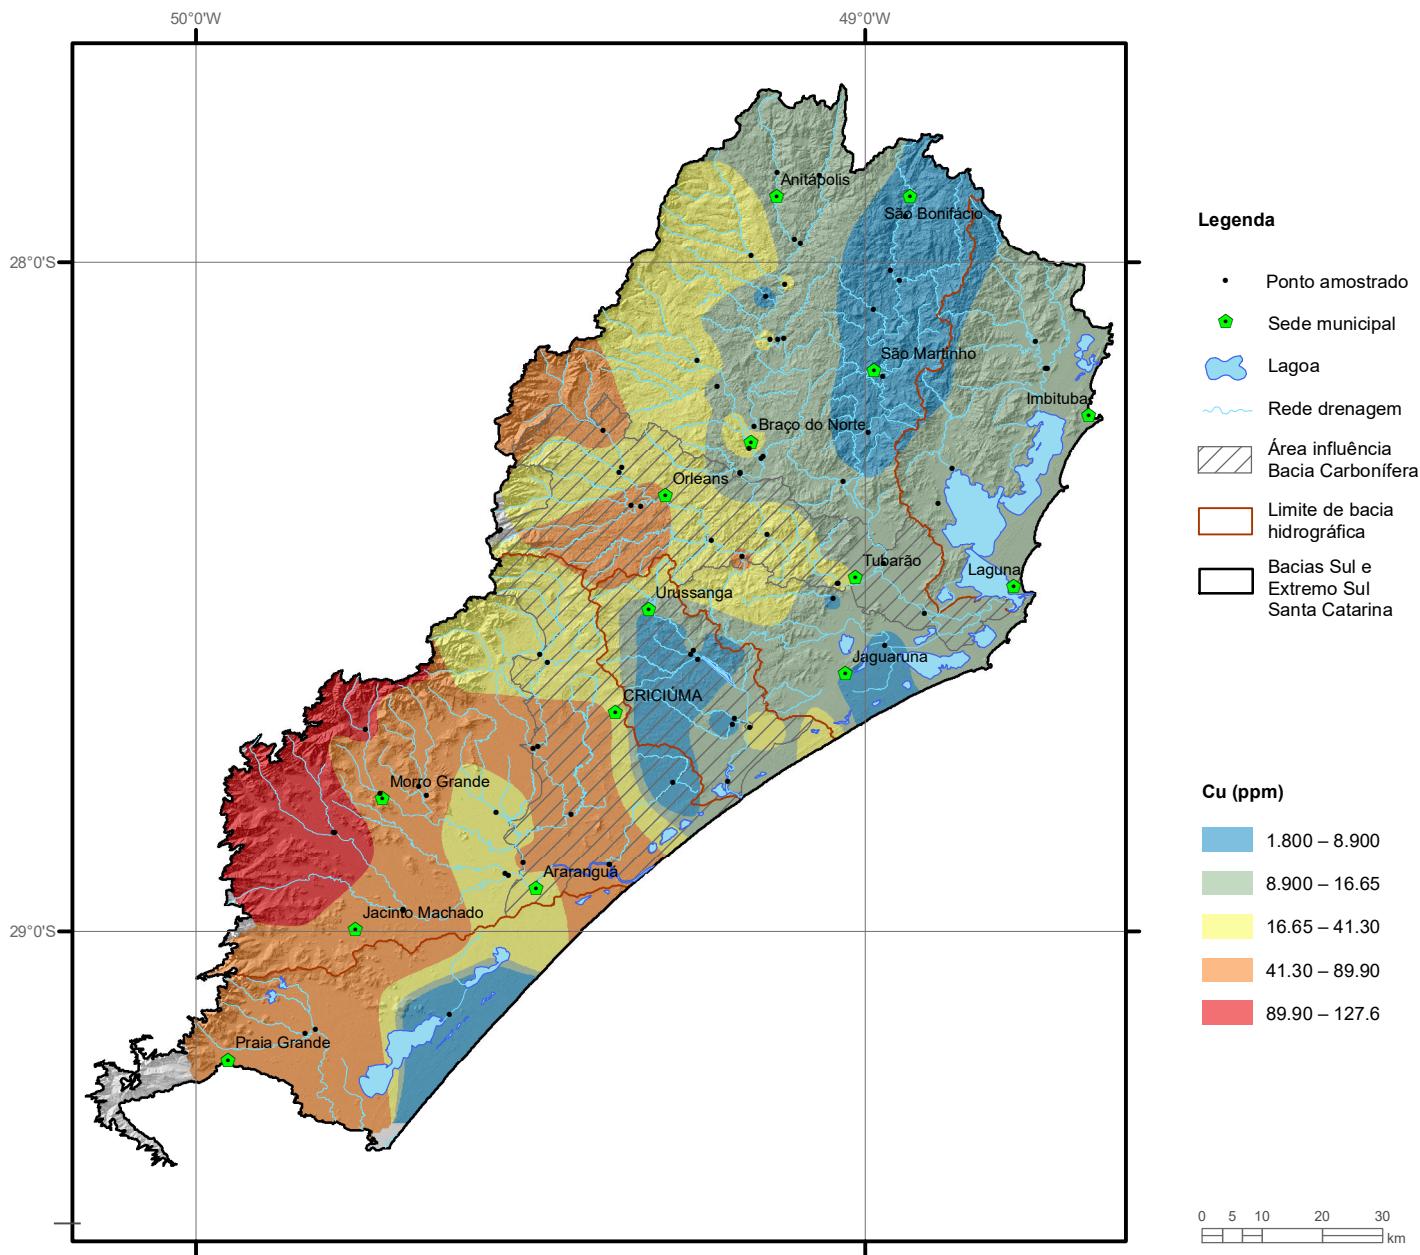 50°0'W
49°0'W
28°0'S
29°0'S
Anitápolis
São Bonifácio
São Martinho
Imbituba
Braço do Norte
Orleans
Tubarão
Laguna
Urussanga
Jaguaruna
CRICIÚMA
Morro Grande
Araranguá
Jacinto Machado
Praia Grande
Legenda
Ponto amostrado
Sede municipal
Lagoa
Rede drenagem
Área influência
Bacia Carbonífera
Limite de bacia
hidrográfica
Bacias Sul e
Extremo Sul
Santa Catarina
Cu (ppm)
1.800 – 8.900
8.900 – 16.65
16.65 – 41.30
41.30 – 89.90
89.90 – 127.6
0 5 10 20 30
km